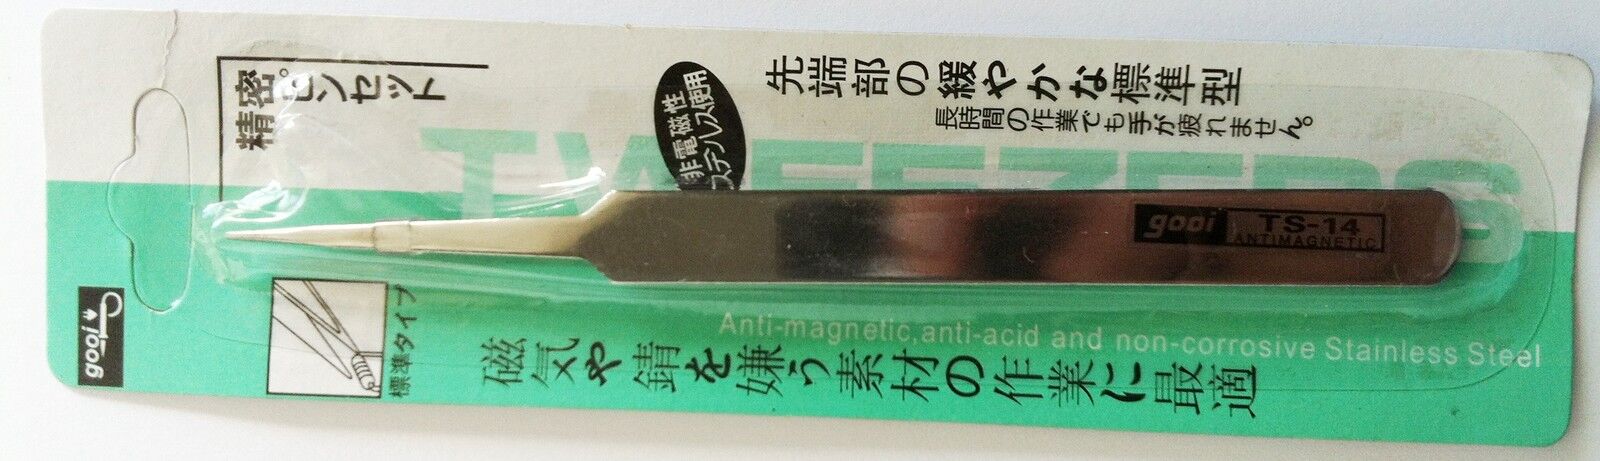 精密
ピンセット
非電磁性
ステンレス使用
先端部の緩やかな標準型
長時間の作業でも手が疲れません。
TWEEZERS
gooi
TS-14
ANTIMAGNETIC
gooi
標準タイプ
Anti-magnetic,anti-acid and non-corrosive Stainless Steel
磁気や錆を嫌う素材の作業に最適